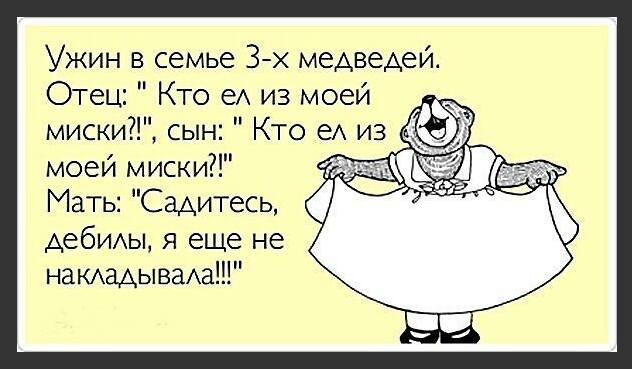 Ужин в семье 3-х медведей.
Отец: " Кто ел из моей
миски?!", сын: " Кто ел из
моей миски?!"
Мать: "Садитесь,
дебилы, я еще не
накладывала!!!"